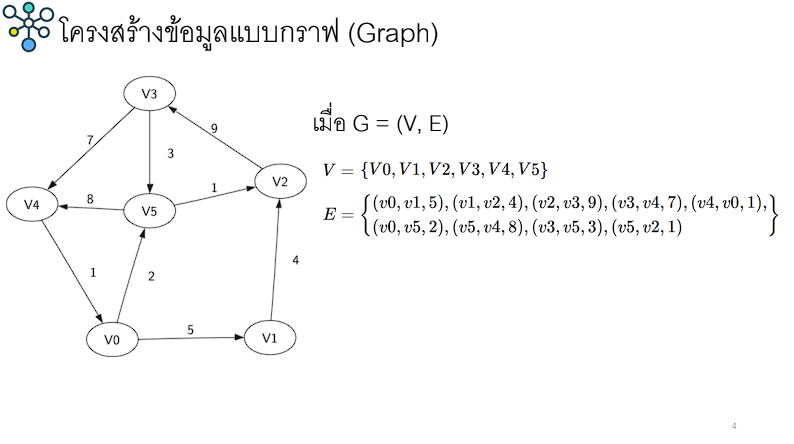 โครงสร้างข้อมูลแบบกราฟ (Graph)
V3
7
9
3
เมื่อ G = (V, E)
V = {V0, V1, V2, V3, V4, V5}
V4
8
V5
1
V2
E = {(v0, v1, 5), (v1, v2, 4), (v2, v3, 9), (v3, v4, 7), (v4, v0, 1),
(v0, v5, 2), (v5, v4, 8), (v3, v5, 3), (v5, v2, 1)}
1
2
4
V0
5
V1
4